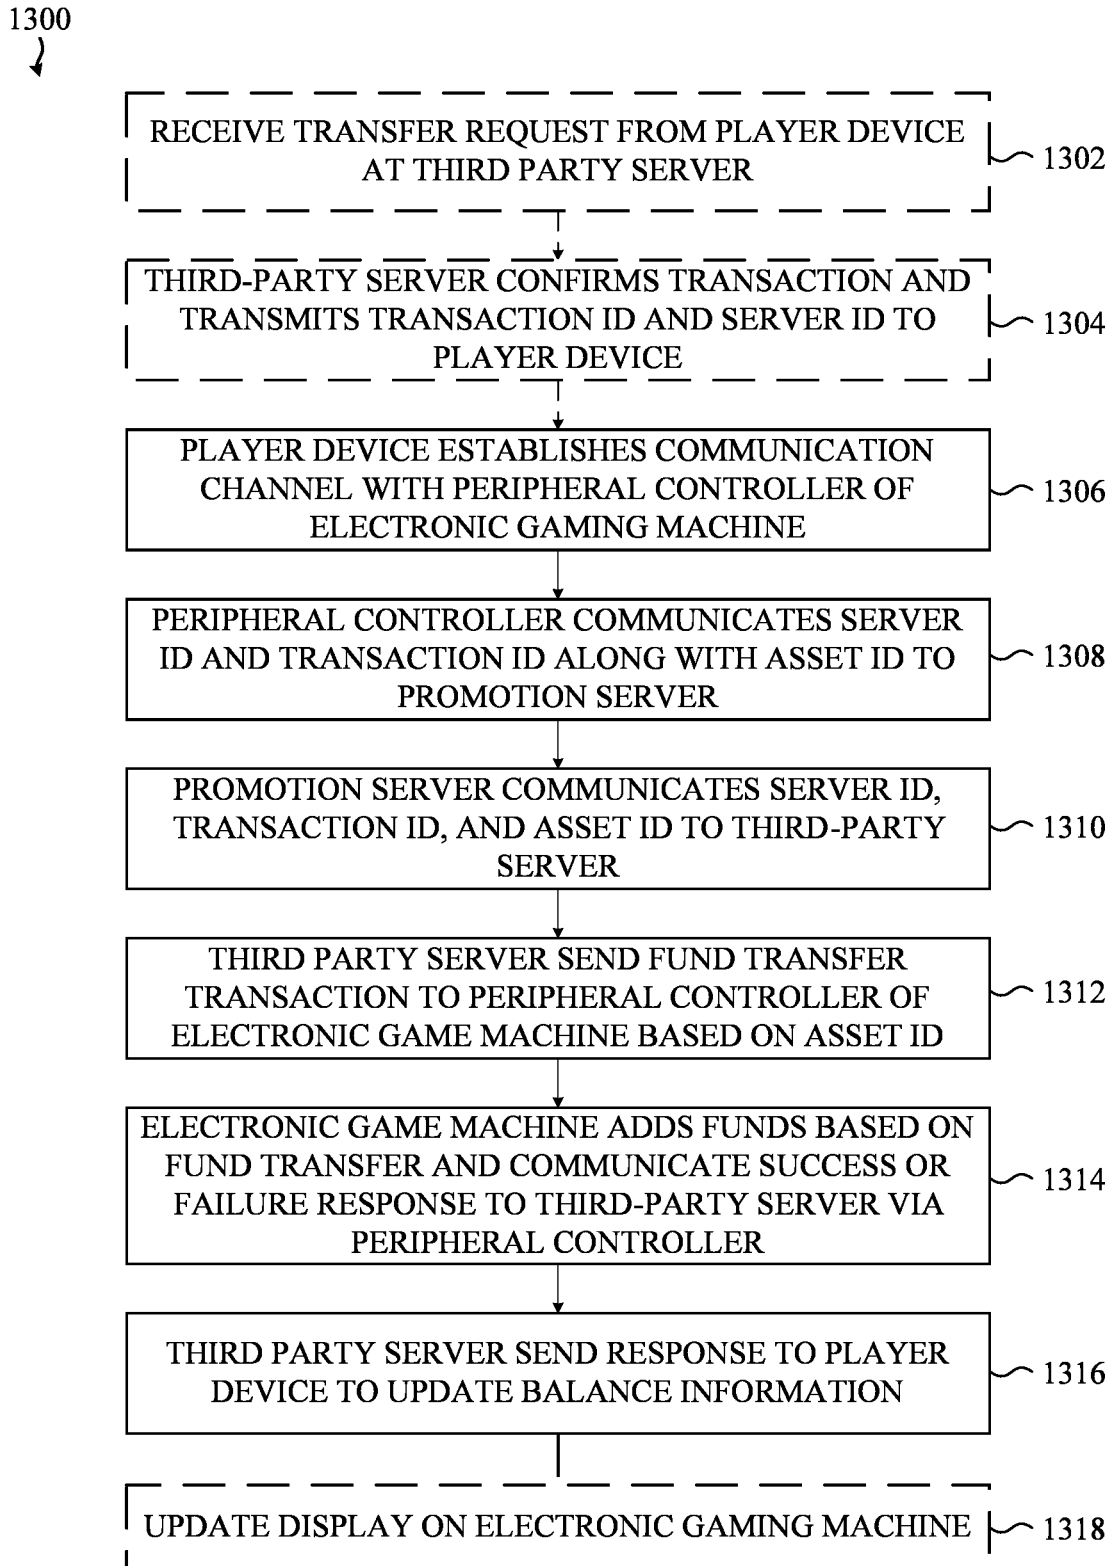 1300
RECEIVE TRANSFER REQUEST FROM PLAYER DEVICE
AT THIRD PARTY SERVER
1302
THIRD-PARTY SERVER CONFIRMS TRANSACTION AND
TRANSMITS TRANSACTION ID AND SERVER ID TO
PLAYER DEVICE
1304
PLAYER DEVICE ESTABLISHES COMMUNICATION
CHANNEL WITH PERIPHERAL CONTROLLER OF
ELECTRONIC GAMING MACHINE
1306
PERIPHERAL CONTROLLER COMMUNICATES SERVER
ID AND TRANSACTION ID ALONG WITH ASSET ID TO
PROMOTION SERVER
1308
PROMOTION SERVER COMMUNICATES SERVER ID,
TRANSACTION ID, AND ASSET ID TO THIRD-PARTY
SERVER
1310
THIRD PARTY SERVER SEND FUND TRANSFER
TRANSACTION TO PERIPHERAL CONTROLLER OF
ELECTRONIC GAME MACHINE BASED ON ASSET ID
1312
ELECTRONIC GAME MACHINE ADDS FUNDS BASED ON
FUND TRANSFER AND COMMUNICATE SUCCESS OR
FAILURE RESPONSE TO THIRD-PARTY SERVER VIA
PERIPHERAL CONTROLLER
1314
THIRD PARTY SERVER SEND RESPONSE TO PLAYER
DEVICE TO UPDATE BALANCE INFORMATION
1316
UPDATE DISPLAY ON ELECTRONIC GAMING MACHINE
1318